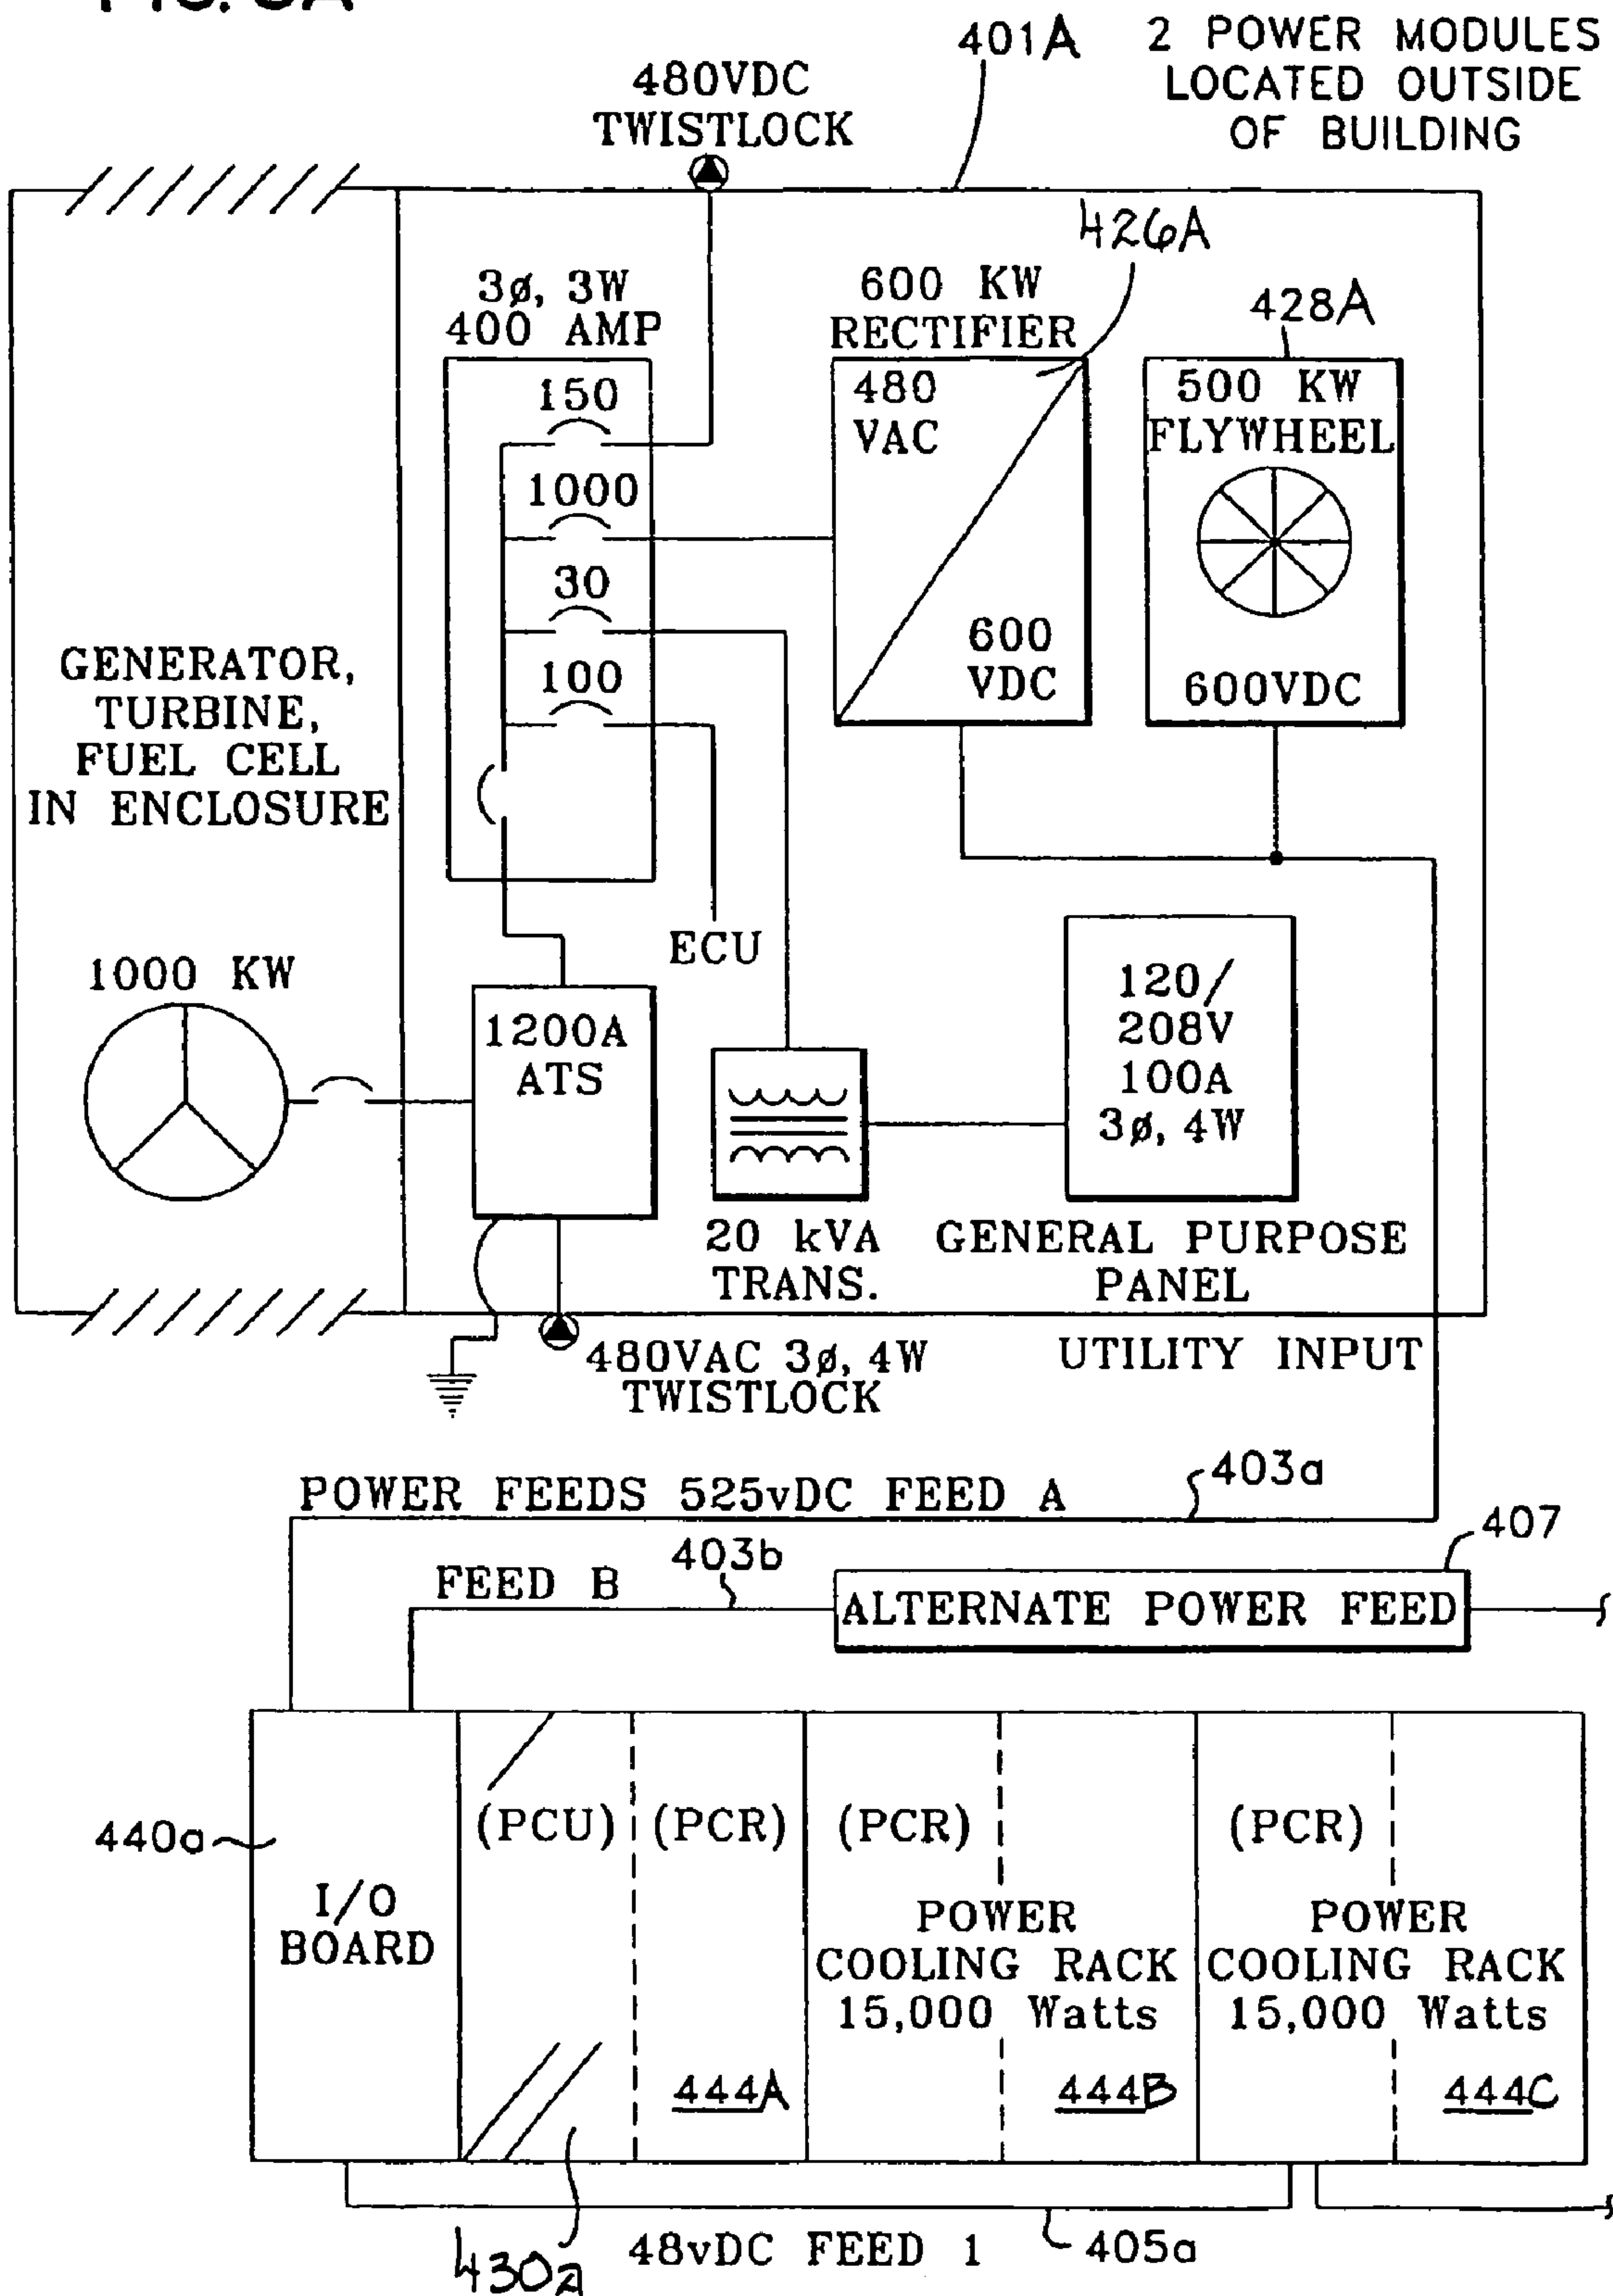 401A
2 POWER MODULES
LOCATED OUTSIDE
OF BUILDING
480VDC
TWISTLOCK
426A
3ø, 3W
400 AMP
600 KW
RECTIFIER
428A
150
1000
30
100
480
VAC
600
VDC
500 KW
FLYWHEEL
600VDC
GENERATOR,
TURBINE,
FUEL CELL
IN ENCLOSURE
ECU
1000 KW
1200A
ATS
120/
208V
100A
3ø, 4W
20 kVA
TRANS.
GENERAL PURPOSE
PANEL
480VAC 3ø, 4W
TWISTLOCK
UTILITY INPUT
POWER FEEDS 525vDC FEED A
403a
407
FEED B
403b
ALTERNATE POWER FEED
440a
I/O
BOARD
(PCU)
(PCR)
444A
(PCR)
POWER
COOLING RACK
15,000 Watts
444B
(PCR)
POWER
COOLING RACK
15,000 Watts
444C
430a
48vDC FEED 1
405a